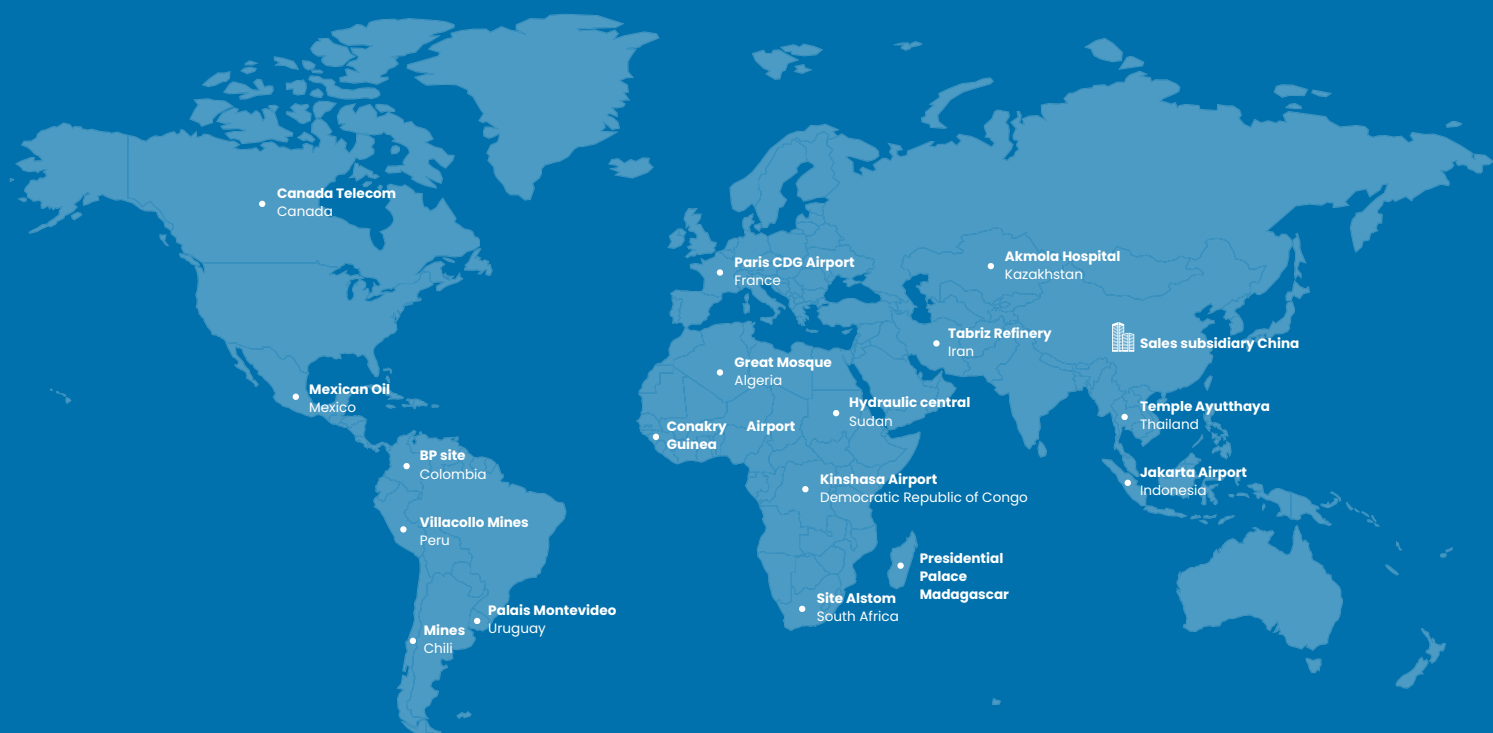 Canada Telecom
Canada
Paris CDG Airport
France
Akmola Hospital
Kazakhstan
Tabriz Refinery
Iran
Sales subsidiary China
Great Mosque
Algeria
Mexican Oil
Mexico
Hydraulic central
Sudan
Temple Ayutthaya
Thailand
Conakry Airport
Guinea
BP site
Colombia
Jakarta Airport
Indonesia
Kinshasa Airport
Democratic Republic of Congo
Villacollo Mines
Peru
Presidential
Palace
Madagascar
Site Alstom
South Africa
Palais Montevideo
Uruguay
Mines
Chili